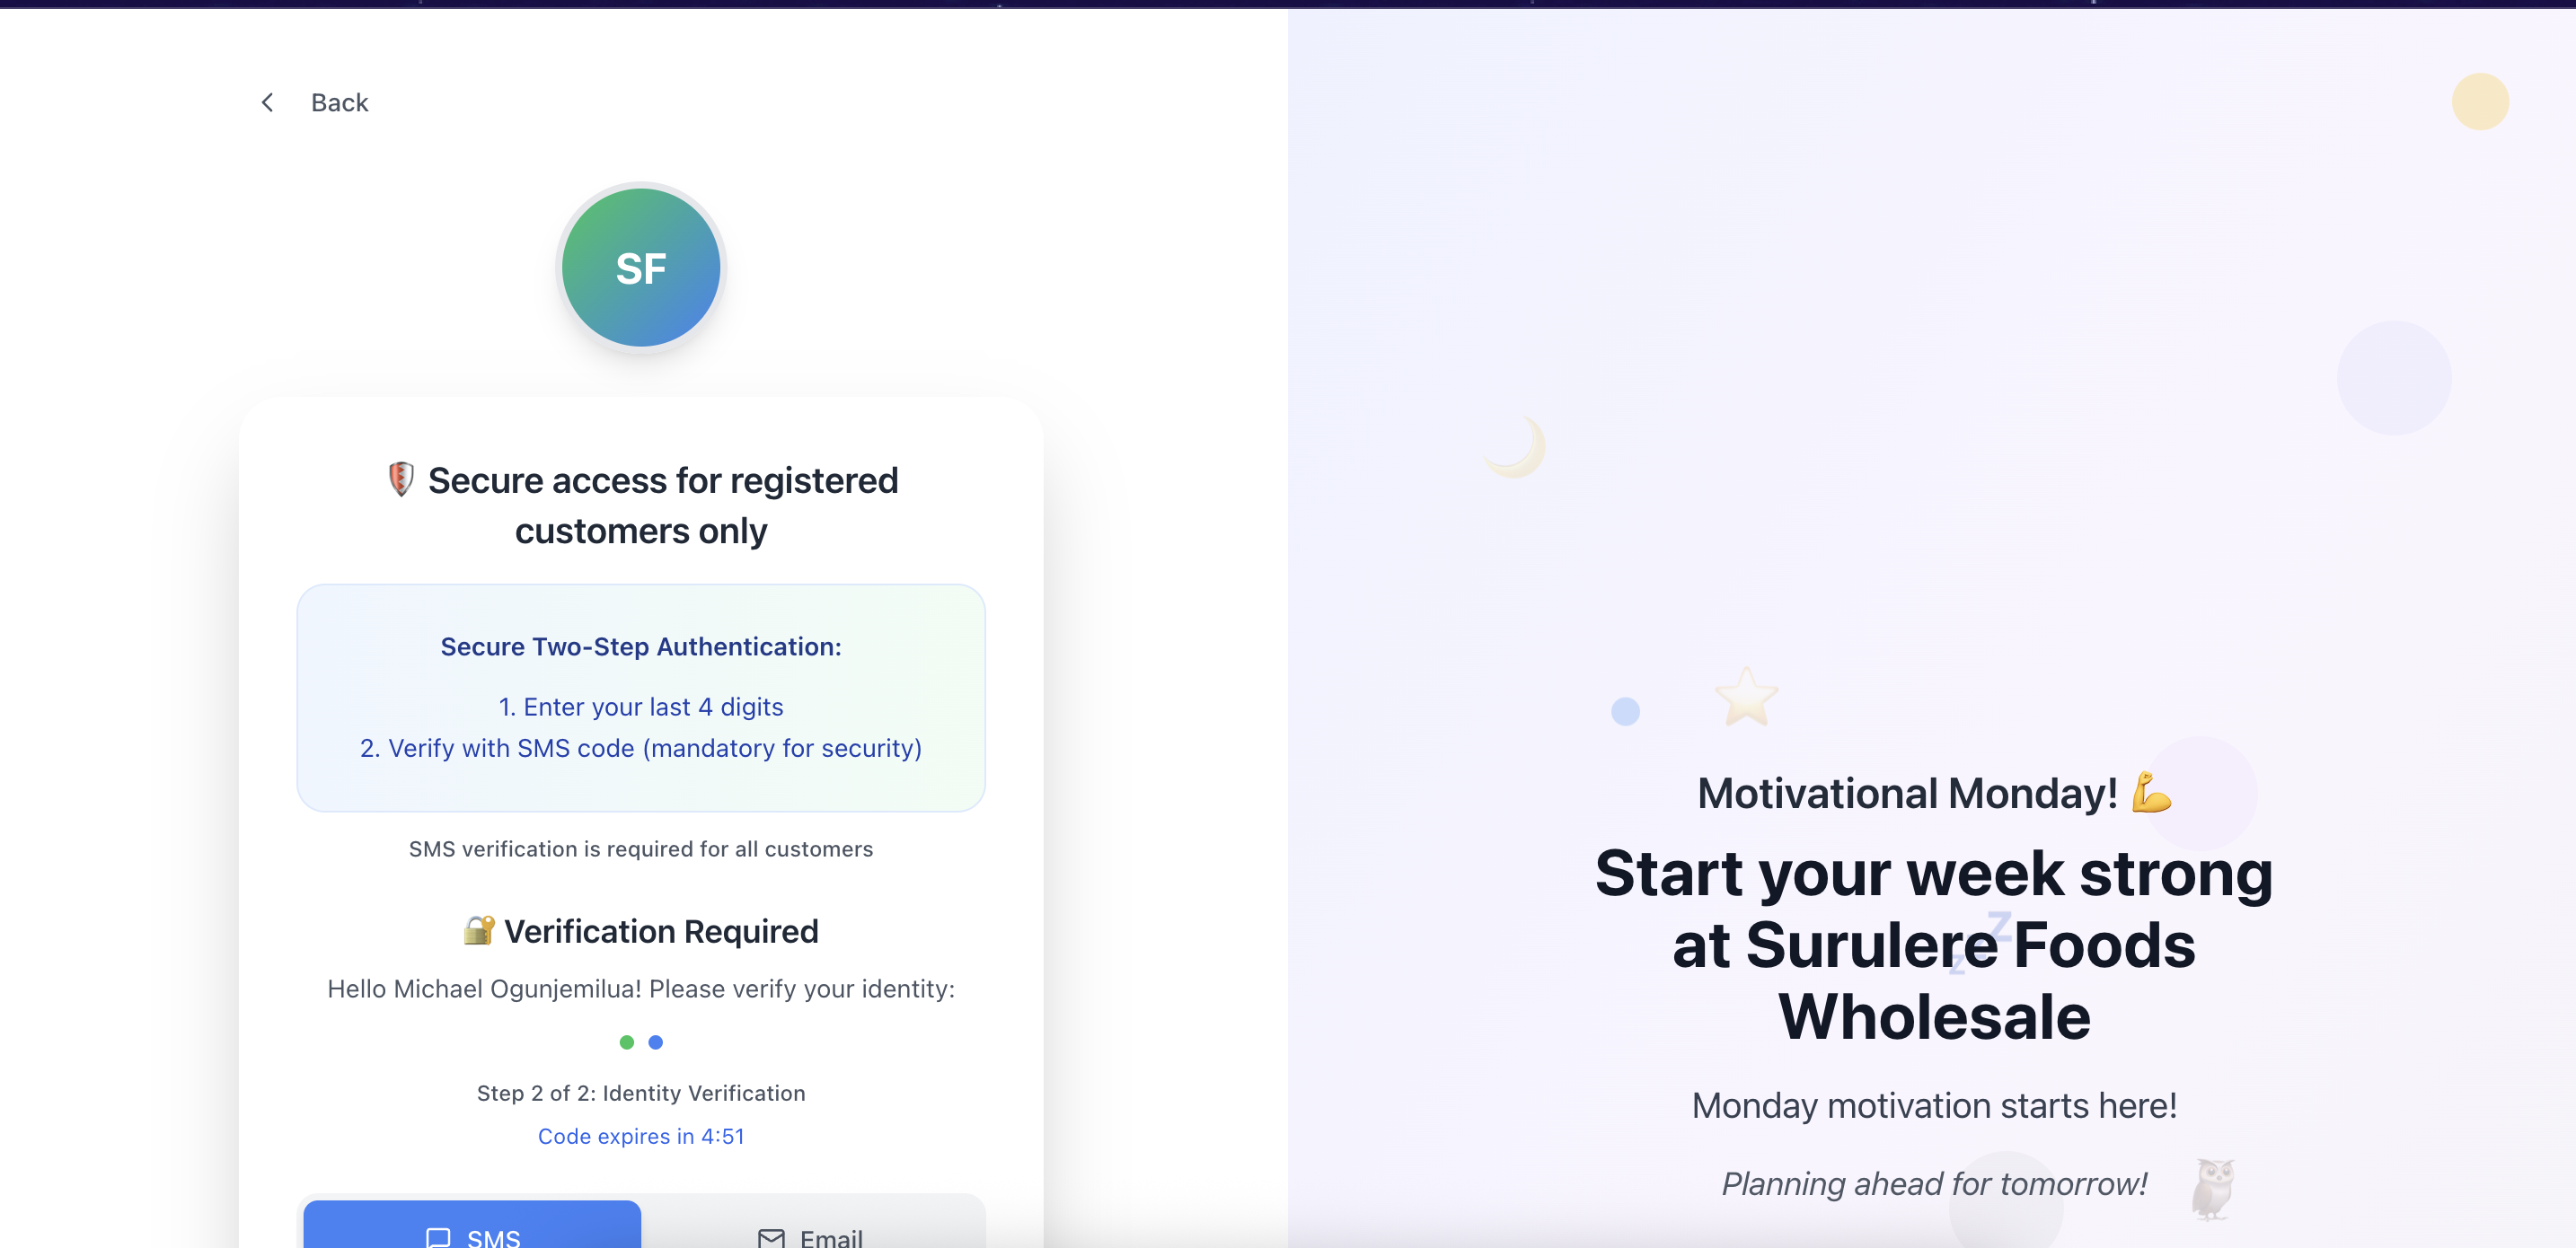 Back
SF
🛡️ Secure access for registered
customers only
Secure Two-Step Authentication:
1. Enter your last 4 digits
2. Verify with SMS code (mandatory for security)
SMS verification is required for all customers
🔐 Verification Required
Hello Michael Ogunjemilua! Please verify your identity:
Step 2 of 2: Identity Verification
Code expires in 4:51
SMS
Email
Motivational Monday! 💪
Start your week strong
at Surulere Foods
Wholesale
z
z
Monday motivation starts here!
Planning ahead for tomorrow!